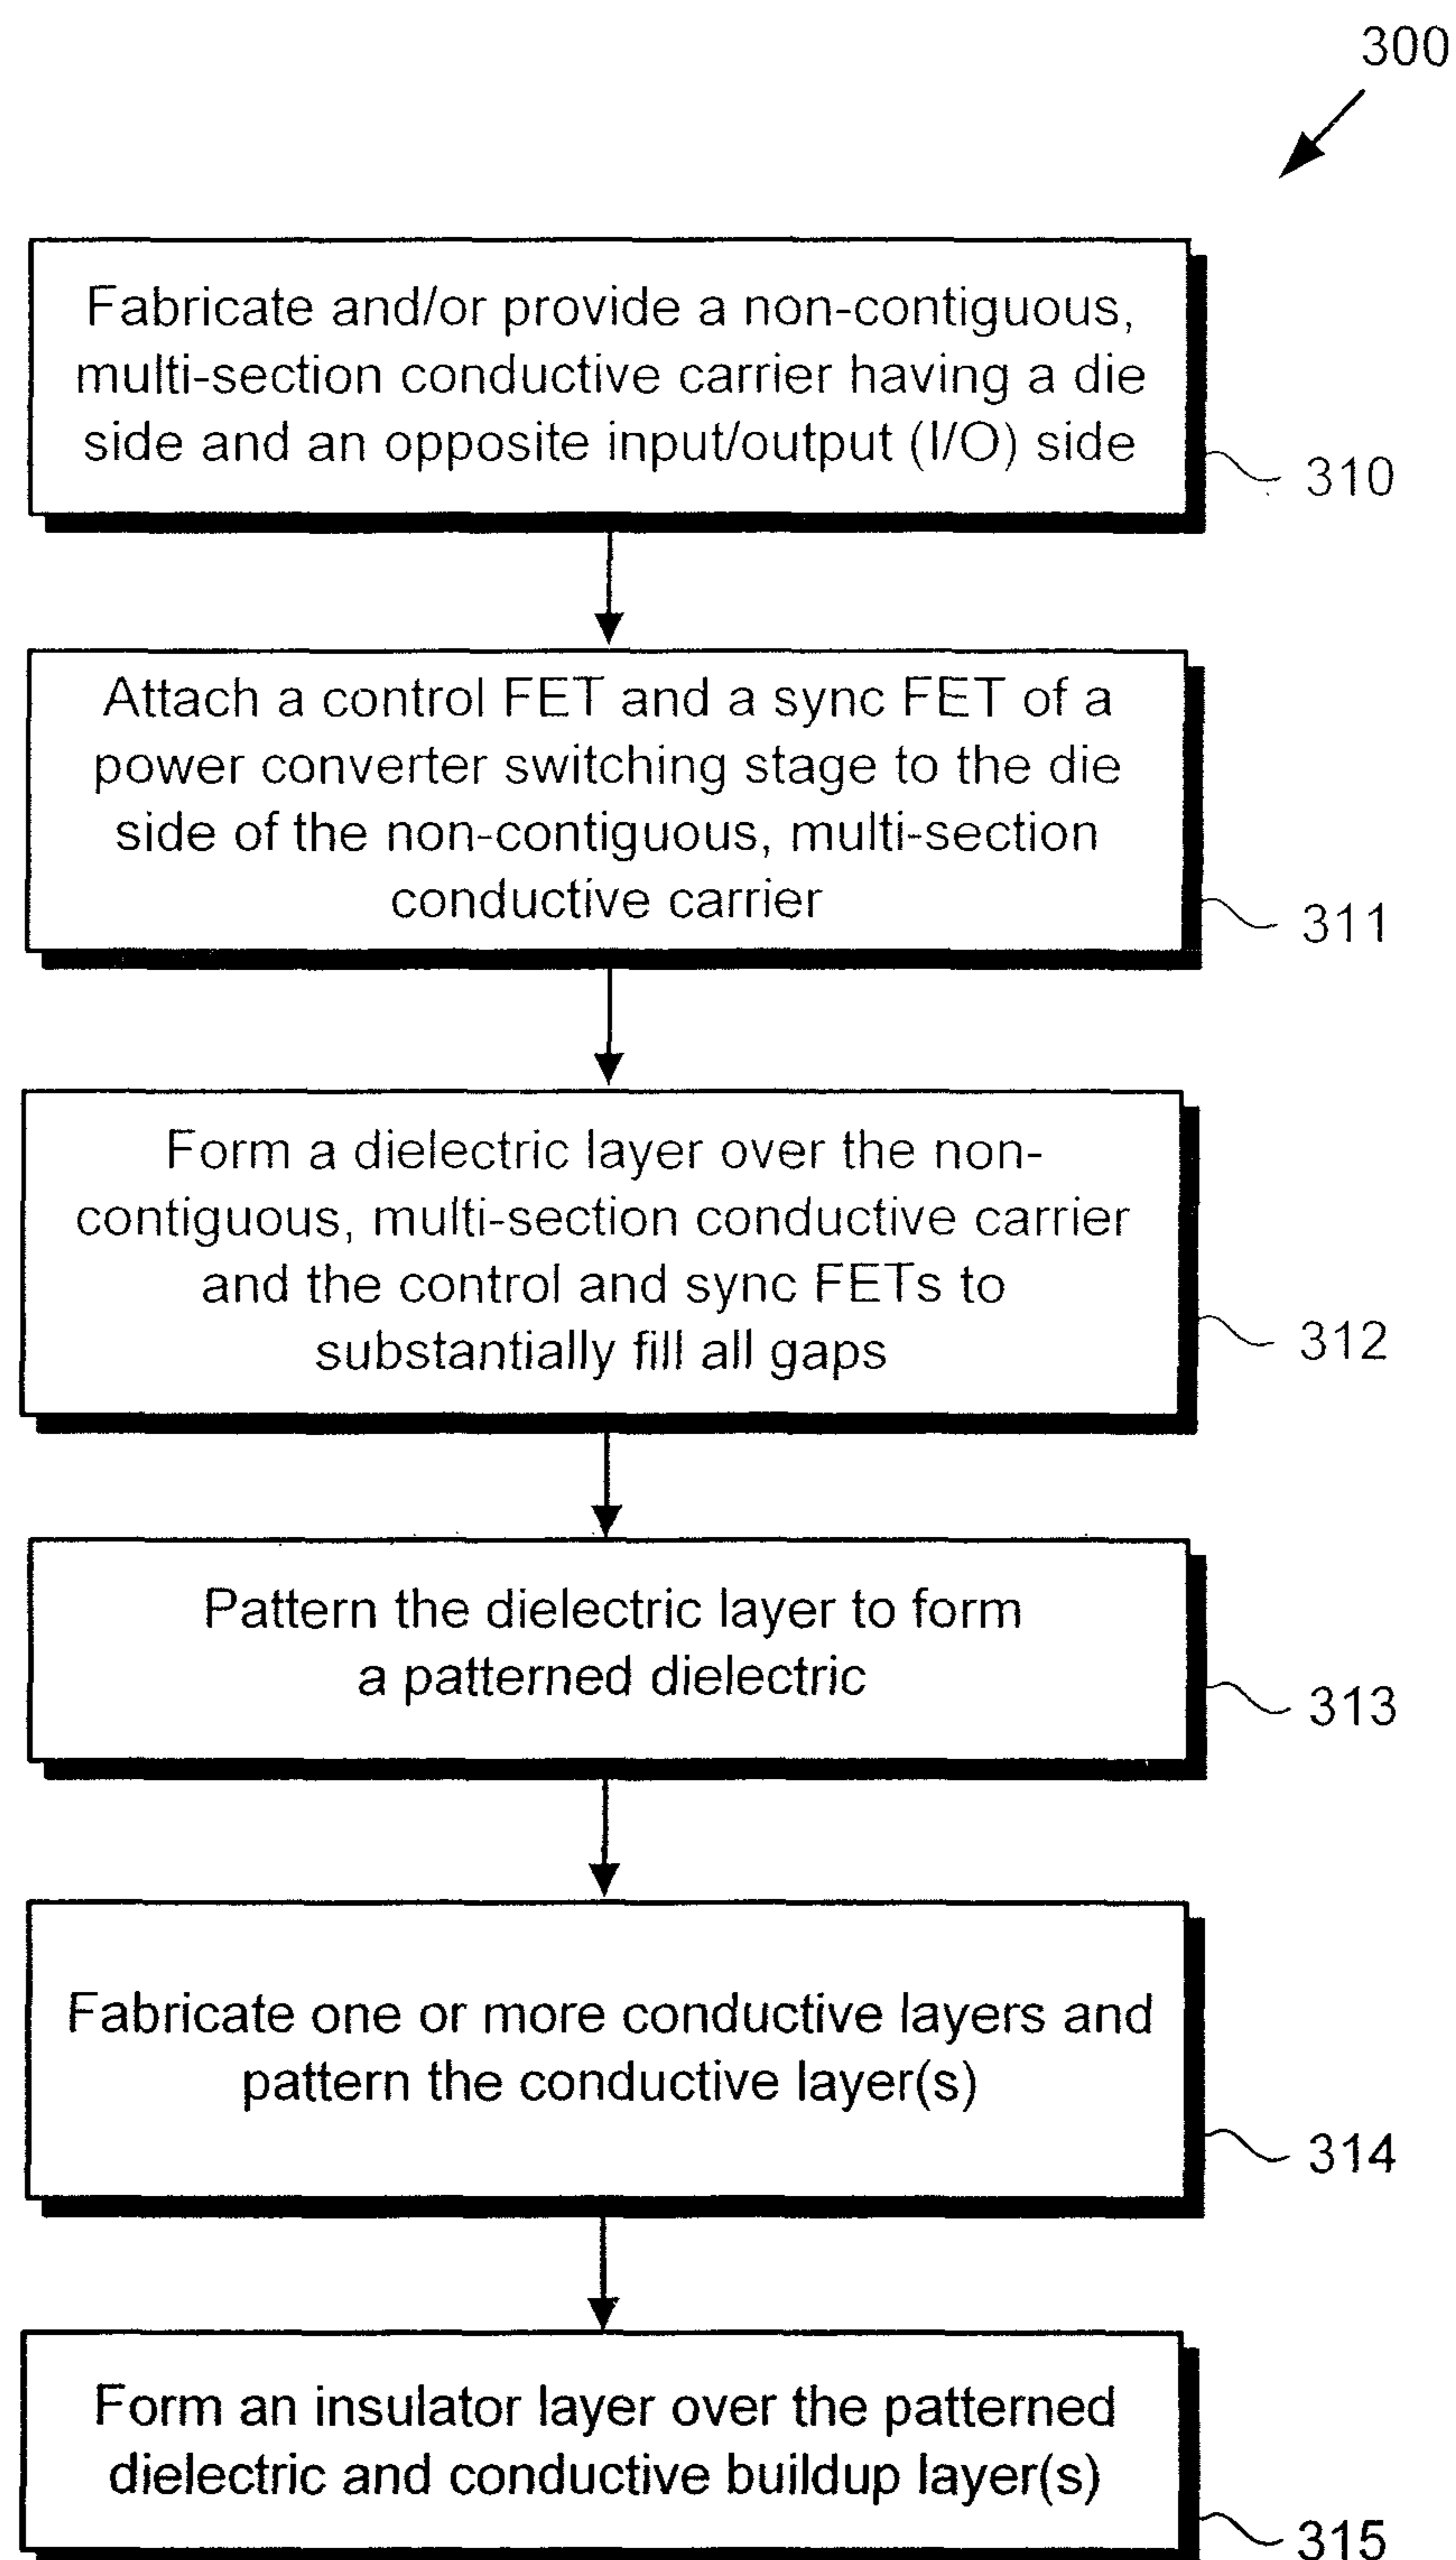 300
Fabricate and/or provide a non-contiguous,
multi-section conductive carrier having a die
side and an opposite input/output (I/O) side
310
Attach a control FET and a sync FET of a
power converter switching stage to the die
side of the non-contiguous, multi-section
conductive carrier
311
Form a dielectric layer over the non-
contiguous, multi-section conductive carrier
and the control and sync FETs to
substantially fill all gaps
312
Pattern the dielectric layer to form
a patterned dielectric
313
Fabricate one or more conductive layers and
pattern the conductive layer(s)
314
Form an insulator layer over the patterned
dielectric and conductive buildup layer(s)
315